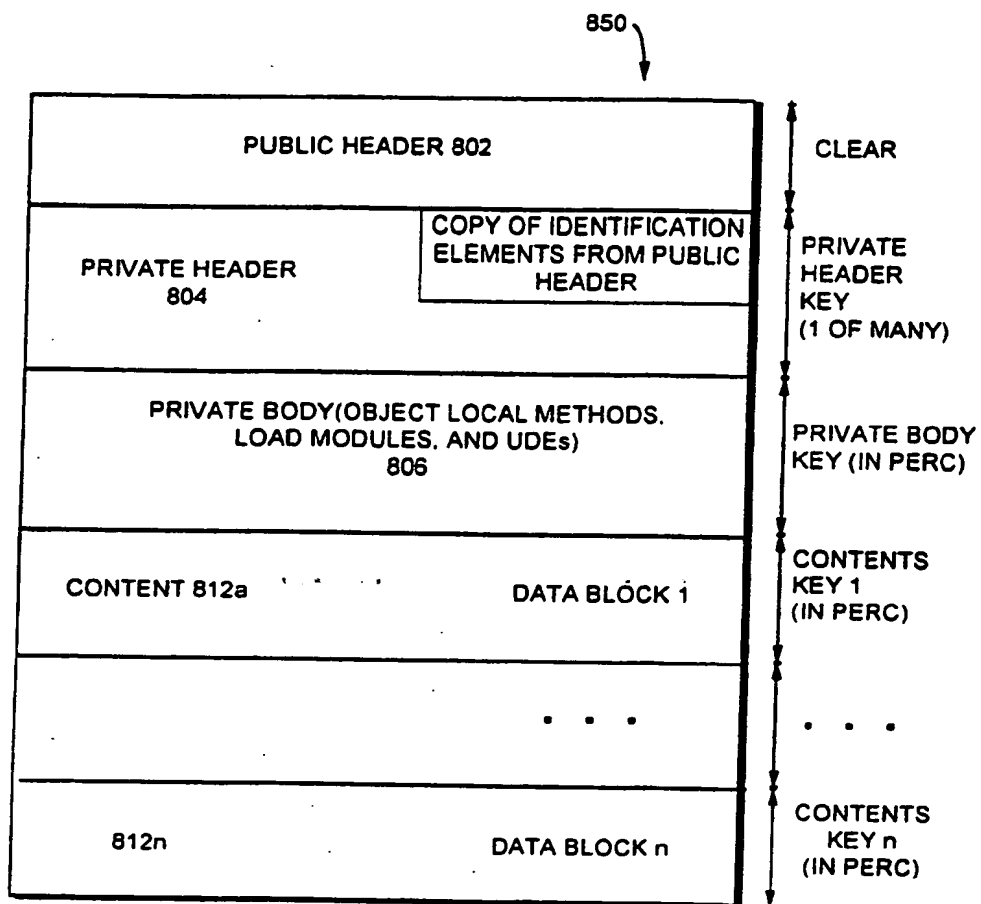 850
PUBLIC HEADER 802
CLEAR
PRIVATE HEADER
804
COPY OF IDENTIFICATION
ELEMENTS FROM PUBLIC
HEADER
PRIVATE
HEADER
KEY
(1 OF MANY)
PRIVATE BODY(OBJECT LOCAL METHODS,
LOAD MODULES, AND UDEs)
806
PRIVATE BODY
KEY (IN PERC)
CONTENT 812a
DATA BLOCK 1
CONTENTS
KEY 1
(IN PERC)
. . .
. . .
812n
DATA BLOCK n
CONTENTS
KEY n
(IN PERC)